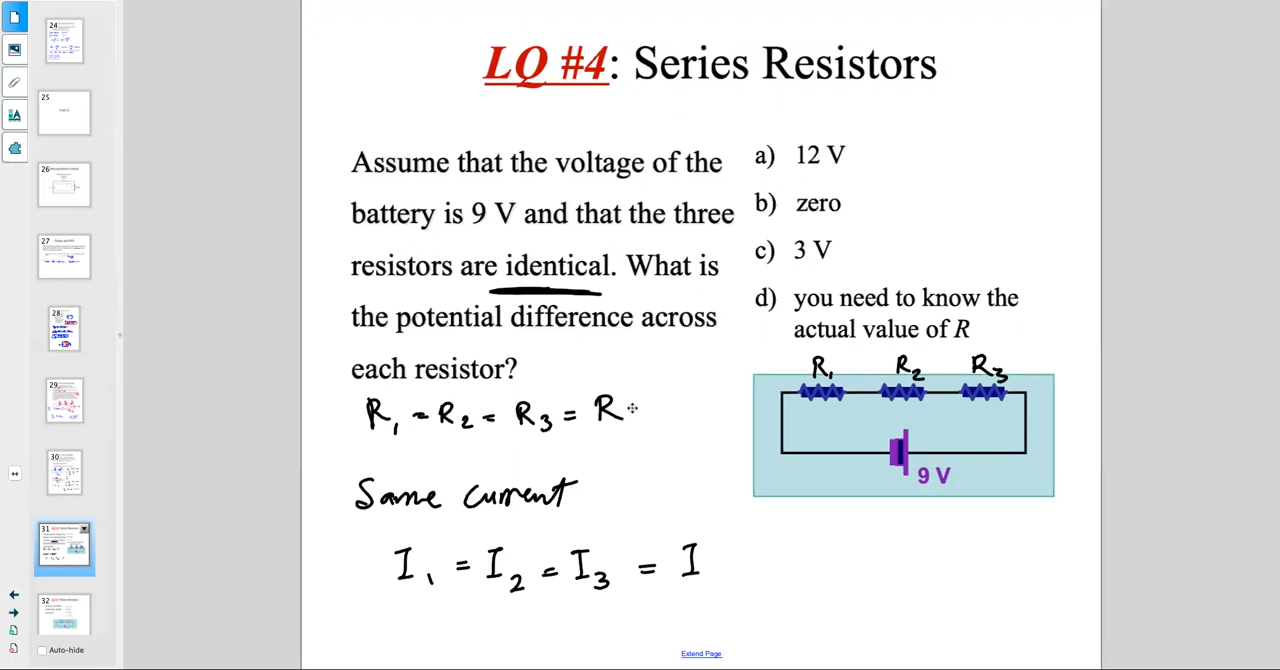 24
25
26
27
28
29
30
31
32
Auto-hide
LQ #4: Series Resistors
Assume that the voltage of the
battery is 9 V and that the three
resistors are identical. What is
the potential difference across
each resistor?
R1 = R2 = R3 = R
Same current
I1 = I2 = I3 = I
a) 12 V
b) zero
c) 3 V
d) you need to know the
actual value of R
R1 R2 R3
9 V
Extend Page